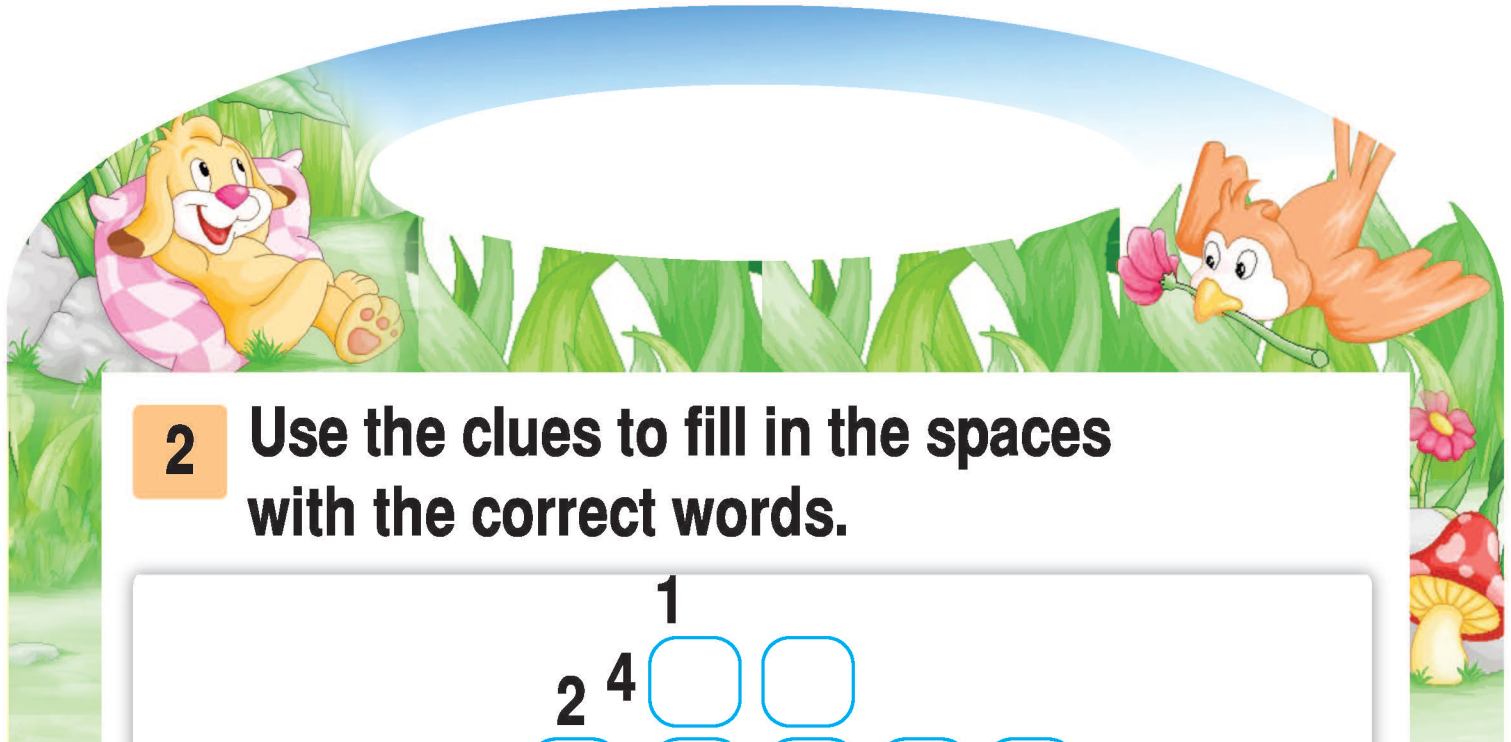 2 Use the clues to fill in the spaces
with the correct words.
1
2 4